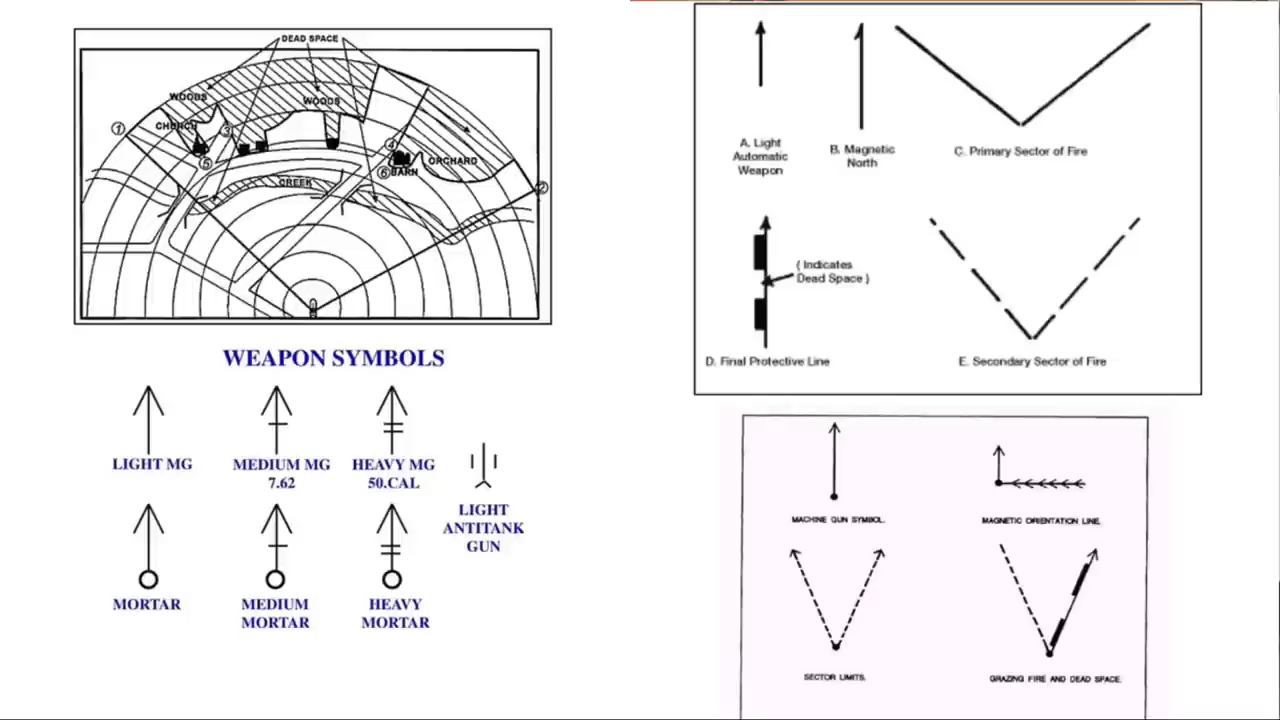 DEAD SPACE
WOODS
WOODS
CHURCH
1
3
4
5
6
BARN
ORCHARD
2
CREEK
WEAPON SYMBOLS
LIGHT MG
MEDIUM MG
7.62
HEAVY MG
50.CAL
LIGHT
ANTITANK
GUN
MORTAR
MEDIUM
MORTAR
HEAVY
MORTAR
A. Light
Automatic
Weapon
B. Magnetic
North
C. Primary Sector of Fire
( Indicates
Dead Space )
D. Final Protective Line
E. Secondary Sector of Fire
MACHINE GUN SYMBOL.
MAGNETIC ORIENTATION LINE.
SECTOR LIMITS.
GRAZING FIRE AND DEAD SPACE.